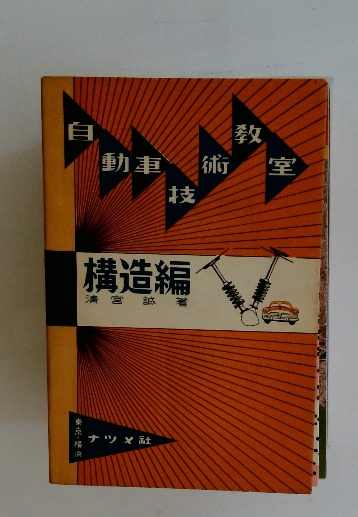 自動車技術教室
構造編
清宮誠著
東京・横浜
ナツメ社